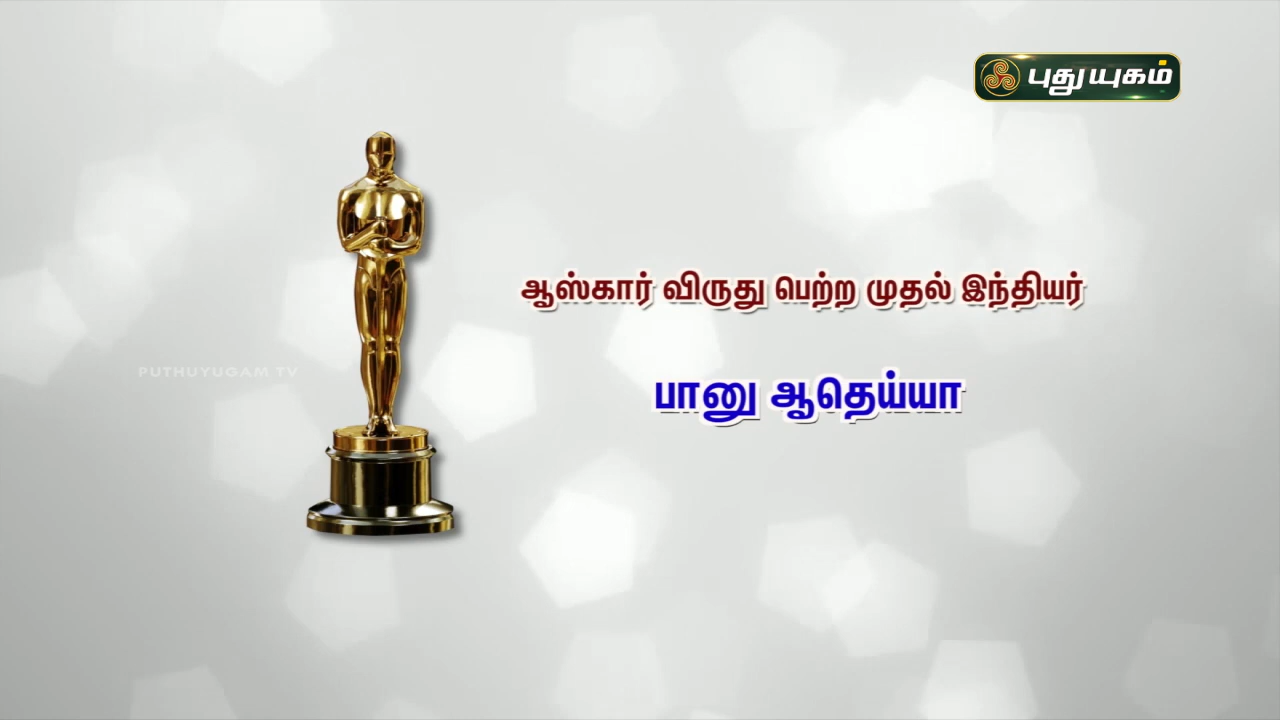 புதுயுகம்
ஆஸ்கார் விருது பெற்ற முதல் இந்தியர்
PUTHUYUGAM TV
பானு ஆதெய்யா